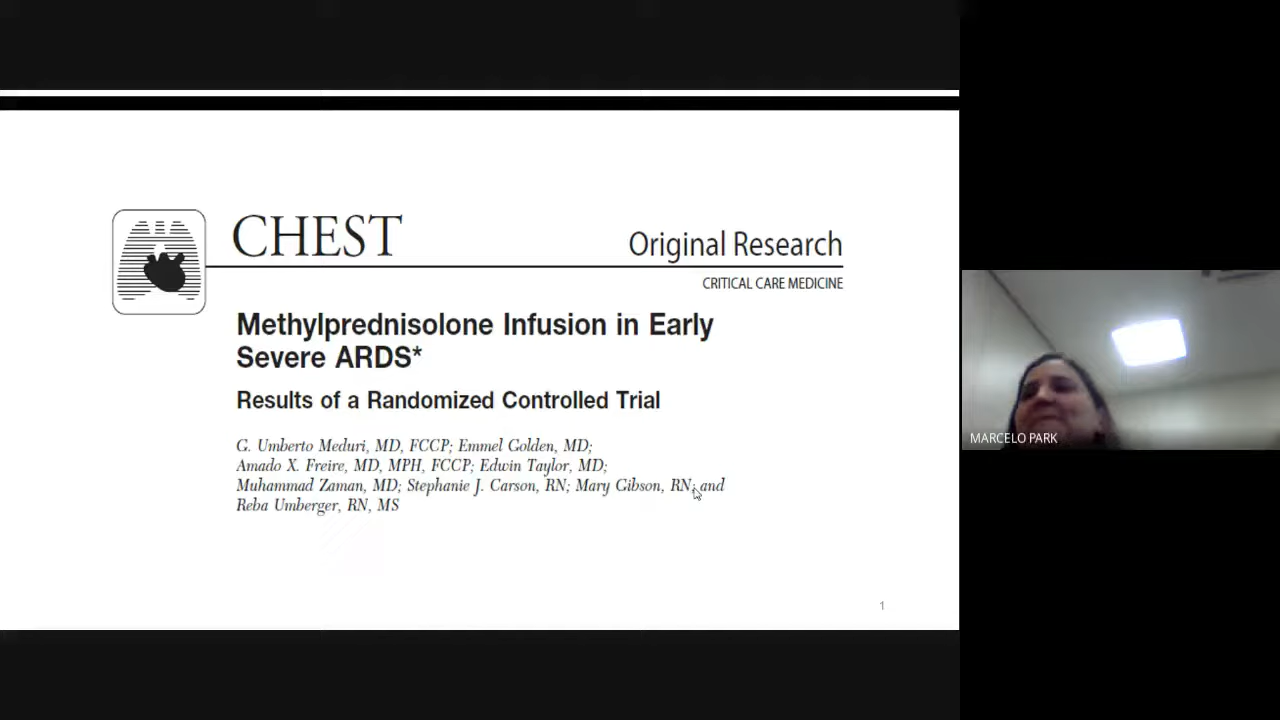 CHEST
Original Research
CRITICAL CARE MEDICINE
Methylprednisolone Infusion in Early
Severe ARDS*
Results of a Randomized Controlled Trial
G. Umberto Meduri, MD, FCCP; Emmel Golden, MD;
Amado X. Freire, MD, MPH, FCCP; Edwin Taylor, MD;
Muhammad Zaman, MD; Stephanie J. Carson, RN; Mary Gibson, RN; and
Reba Umberger, RN, MS
1
MARCELO PARK